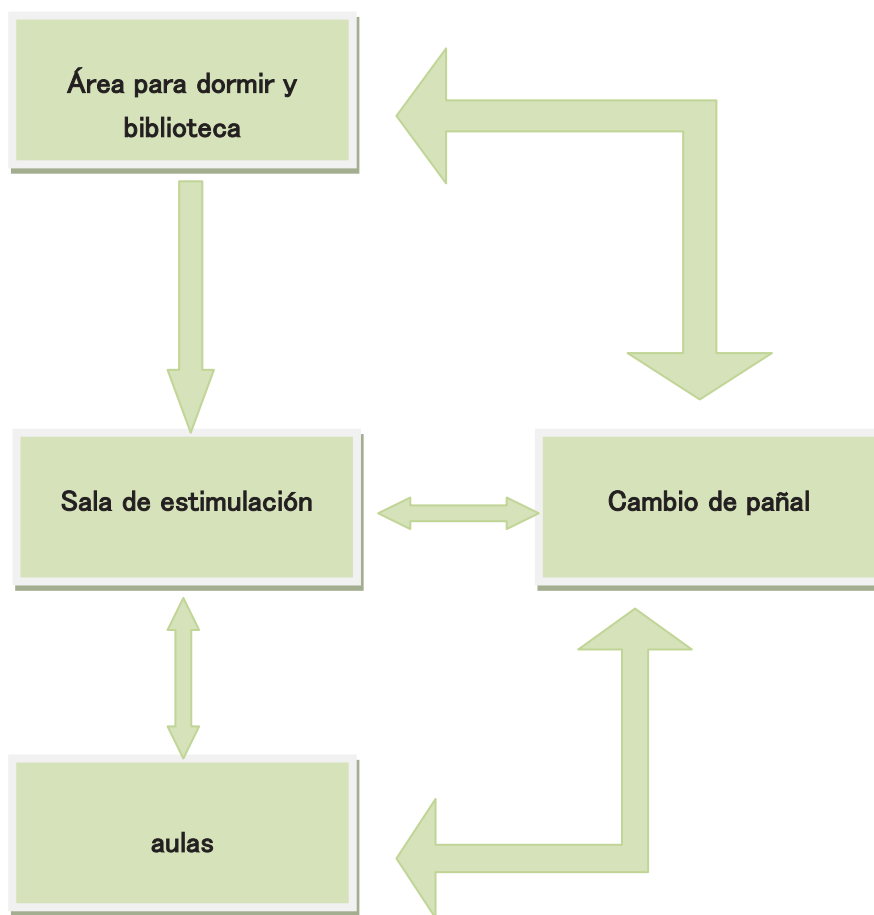 Área para dormir y
biblioteca
Sala de estimulación
Cambio de pañal
aulas